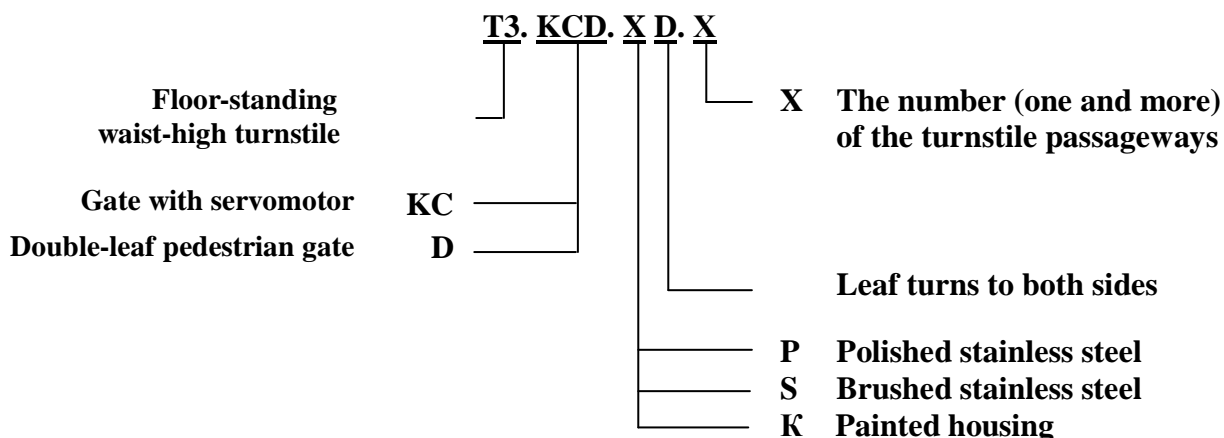 T3. KCD. X D. X
Floor-standing
waist-high turnstile
X The number (one and more)
of the turnstile passageways
Gate with servomotor KC
Double-leaf pedestrian gate D
Leaf turns to both sides
P Polished stainless steel
S Brushed stainless steel
К Painted housing